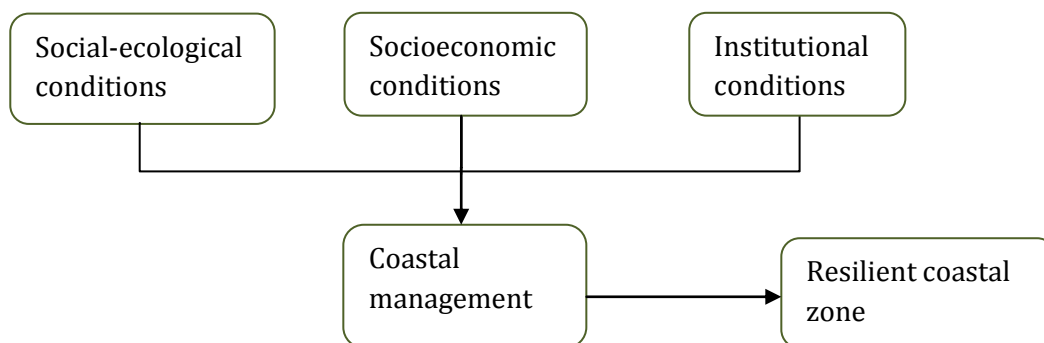 Social-ecological
conditions
Socioeconomic
conditions
Institutional
conditions
Coastal
management
Resilient coastal
zone